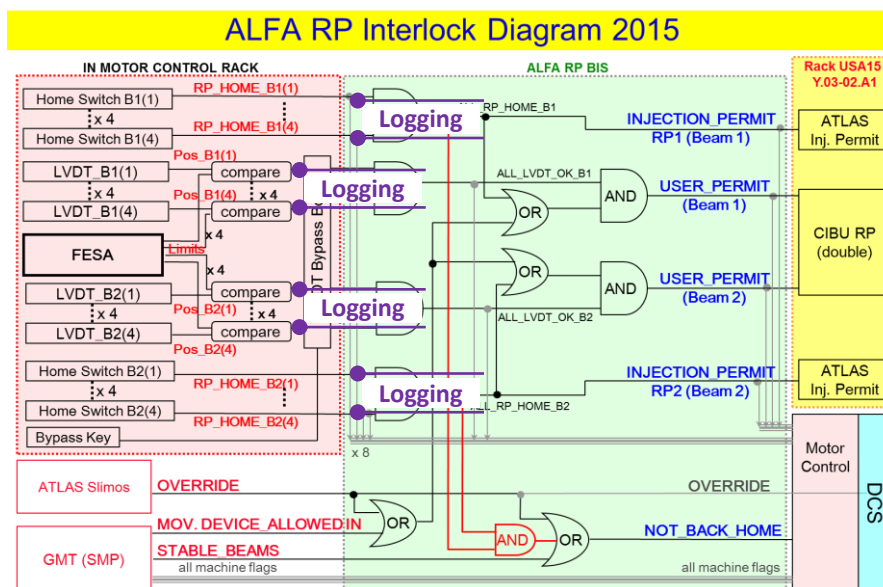 ALFA RP Interlock Diagram 2015
IN MOTOR CONTROL RACK
ALFA RP BIS
Rack USA15
Y.03-02.A1
Home Switch B1(1)
RP_HOME_B1(1)
x 4
Home Switch B1(4)
RP_HOME_B1(4)
Logging
RP_HOME_B1
INJECTION_PERMIT
RP1 (Beam 1)
ATLAS
Inj. Permit
Pos_B1(1)
LVDT_B1(1)
compare
x 4
Pos_B1(4)
x 4
LVDT_B1(4)
compare
Logging
ALL_LVDT_OK_B1
OR
AND
USER_PERMIT
(Beam 1)
x 4
FESA
Limits
x 4
DT Bypass
CIBU RP
(double)
LVDT_B2(1)
compare
x 4
Pos_B2(1)
x 4
LVDT_B2(4)
compare
Pos_B2(4)
Logging
OR
AND
ALL_LVDT_OK_B2
USER_PERMIT
(Beam 2)
Home Switch B2(1)
RP_HOME_B2(1)
x 4
Home Switch B2(4)
RP_HOME_B2(4)
Logging
RP_HOME_B2
INJECTION_PERMIT
RP2 (Beam 2)
ATLAS
Inj. Permit
Bypass Key
x 8
Motor
Control
DCS
ATLAS Slimos
OVERRIDE
OVERRIDE
MOV. DEVICE_ALLOWED IN
OR
GMT (SMP)
STABLE_BEAMS
AND
OR
NOT_BACK_HOME
all machine flags
all machine flags